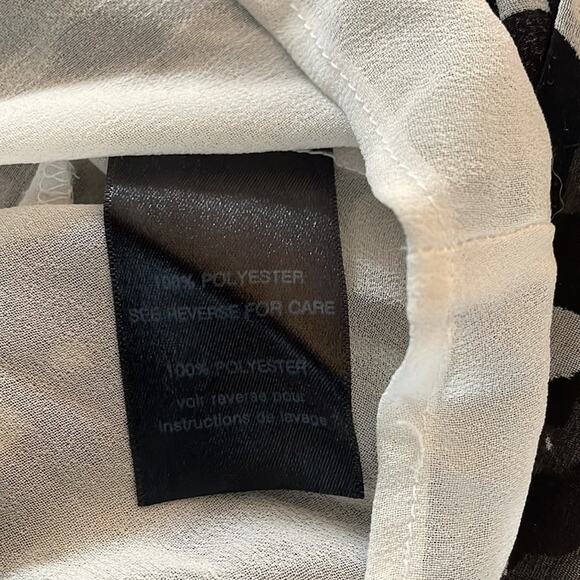 100% POLYESTER
SEE REVERSE FOR CARE
100% POLYESTER
voir reverse pour
instructions de lavage